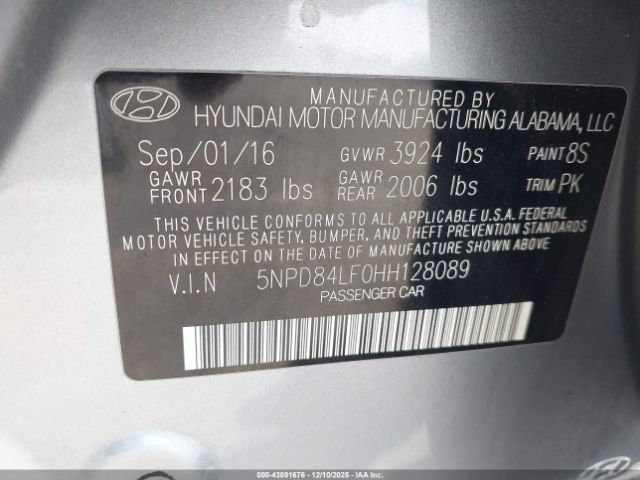 MANUFACTURED BY
HYUNDAI MOTOR MANUFACTURING ALABAMA, LLC
Sep/01/16 GVWR 3924 lbs PAINT 8S
GAWR FRONT 2183 lbs GAWR REAR 2006 lbs TRIM PK
THIS VEHICLE CONFORMS TO ALL APPLICABLE U.S.A. FEDERAL
MOTOR VEHICLE SAFETY, BUMPER, AND THEFT PREVENTION STANDARDS
IN EFFECT ON THE DATE OF MANUFACTURE SHOWN ABOVE
V.I.N 5NPD84LF0HH128089
PASSENGER CAR
000-43891676 - 12/10/2025 - IAAI.COM